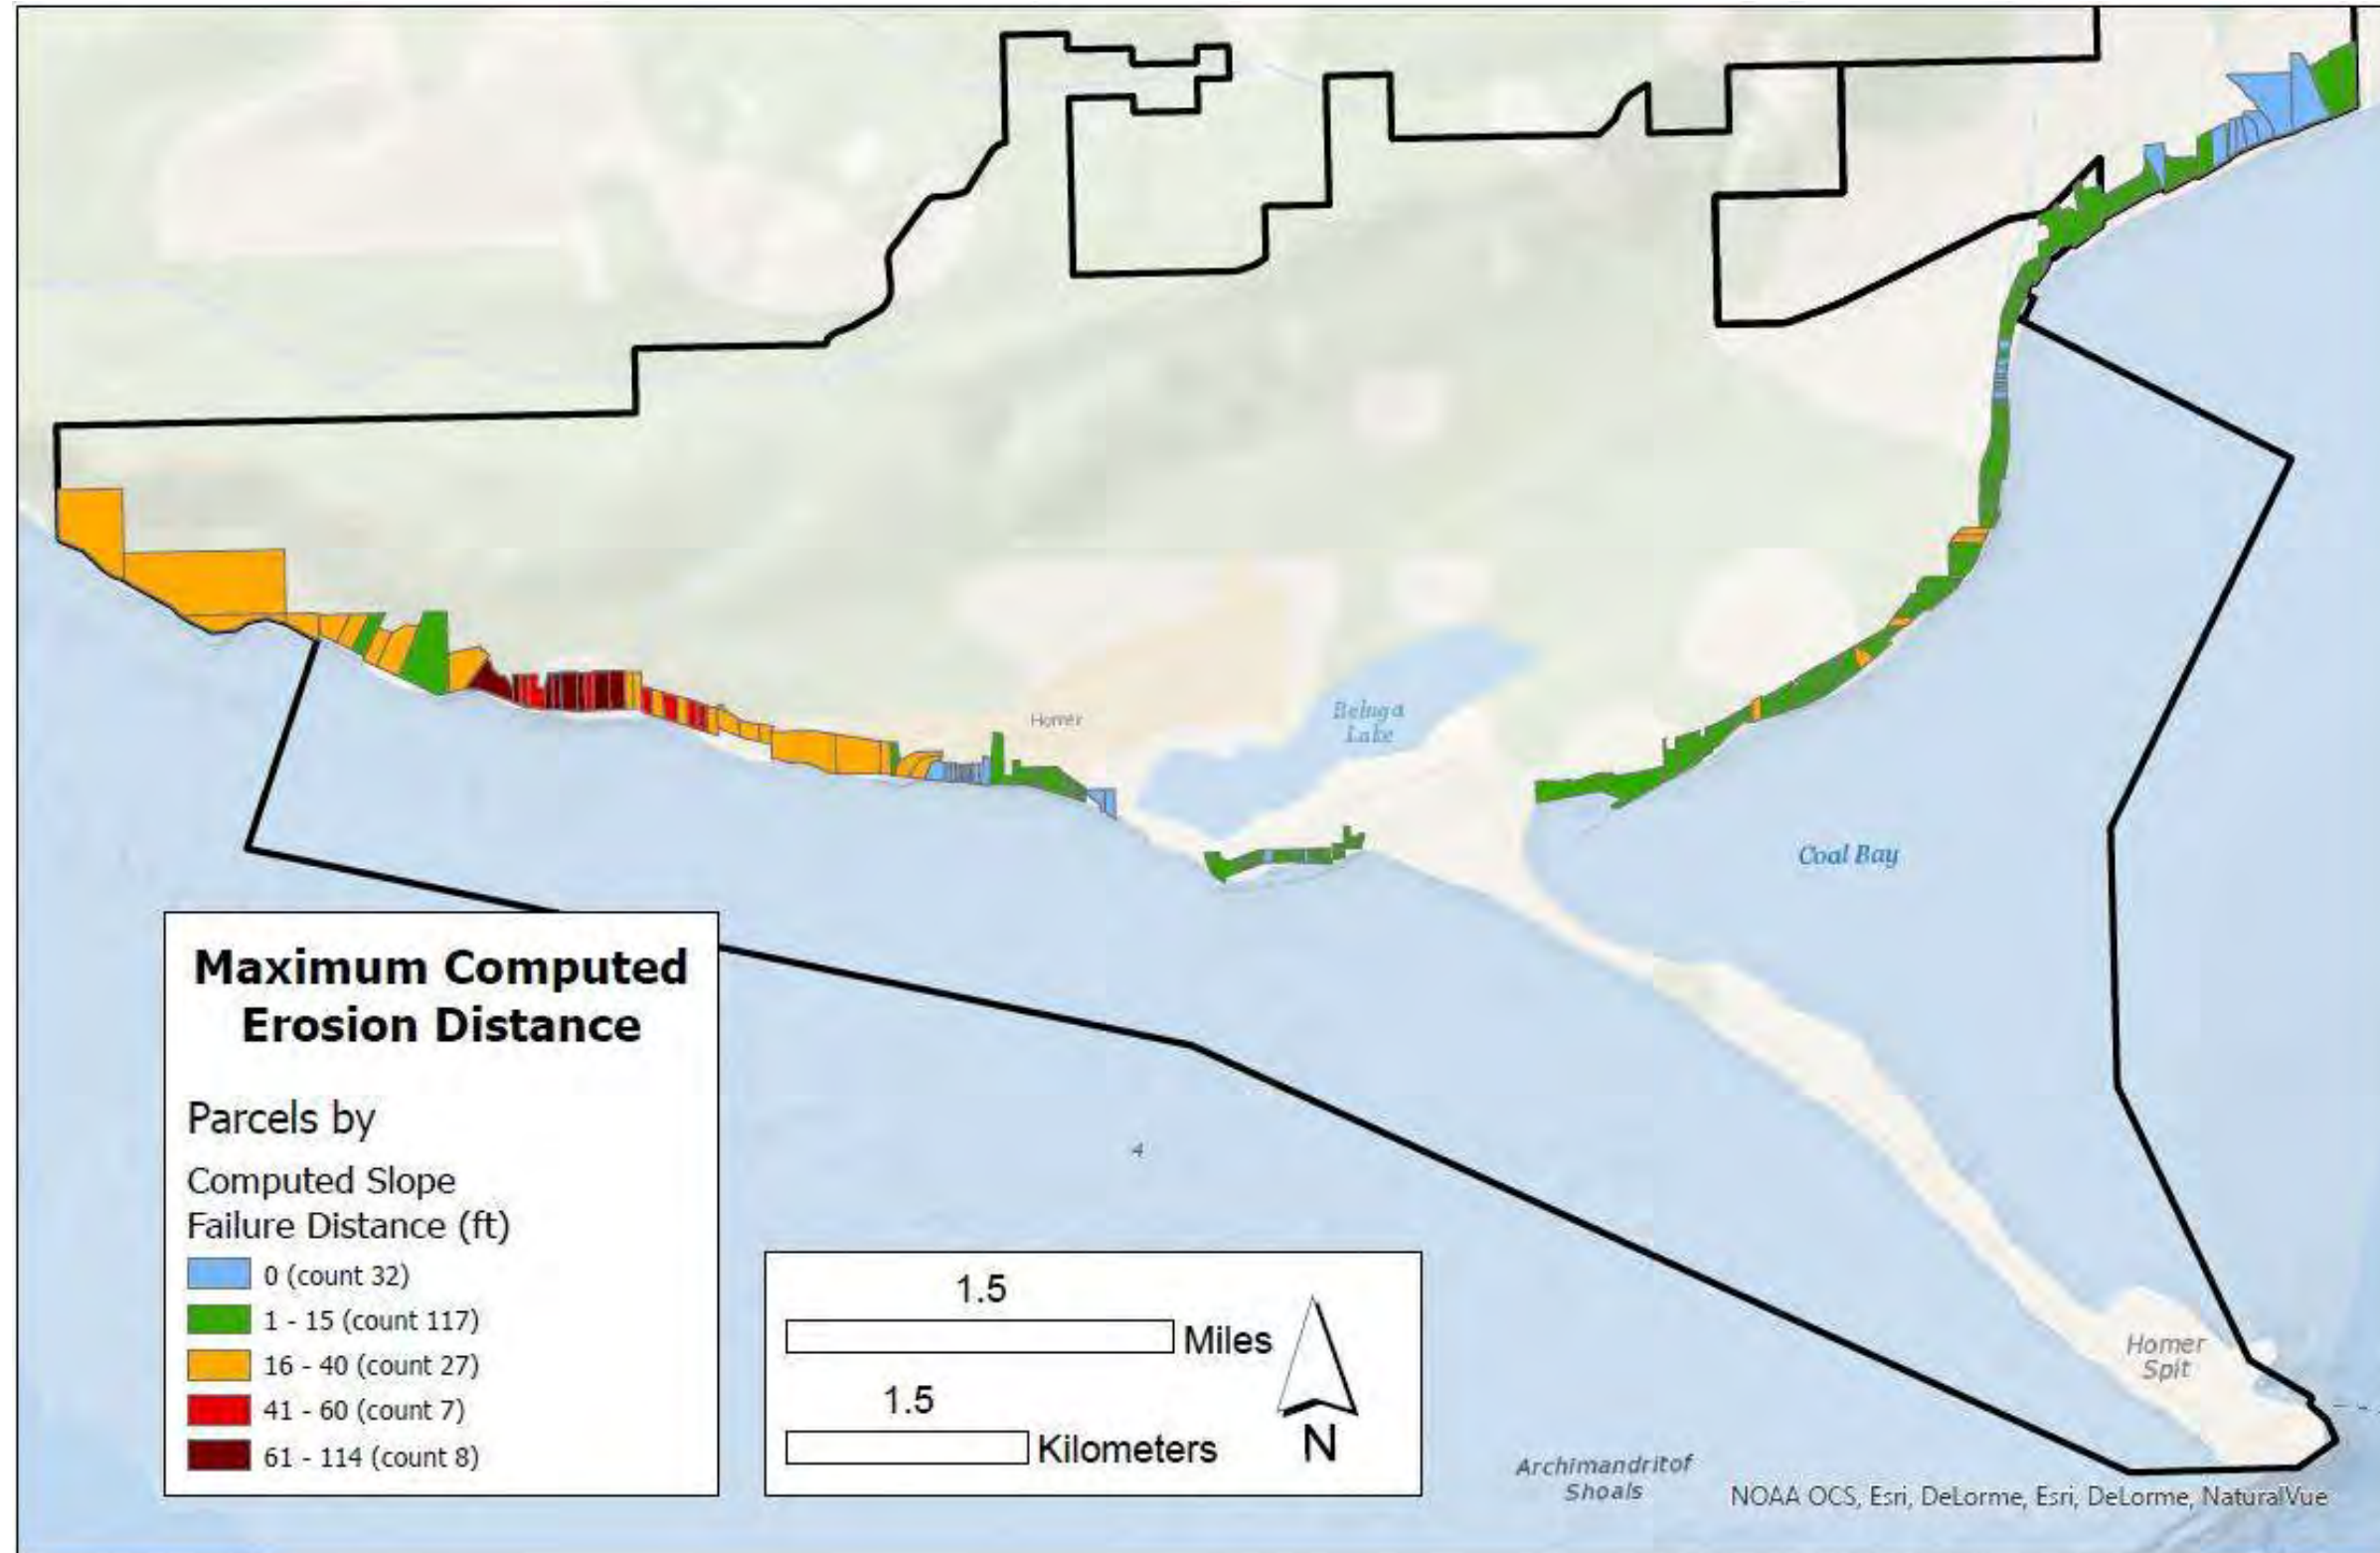 Homer
Beluga
Lake
Coal Bay
Maximum Computed
Erosion Distance
Parcels by
Computed Slope
Failure Distance (ft)
0 (count 32)
1 - 15 (count 117)
16 - 40 (count 27)
41 - 60 (count 7)
61 - 114 (count 8)
4
1.5
Miles
1.5
Kilometers
N
Homer
Spit
Archimandritof
Shoals
NOAA OCS, Esri, DeLorme, Esri, DeLorme, NaturalVue